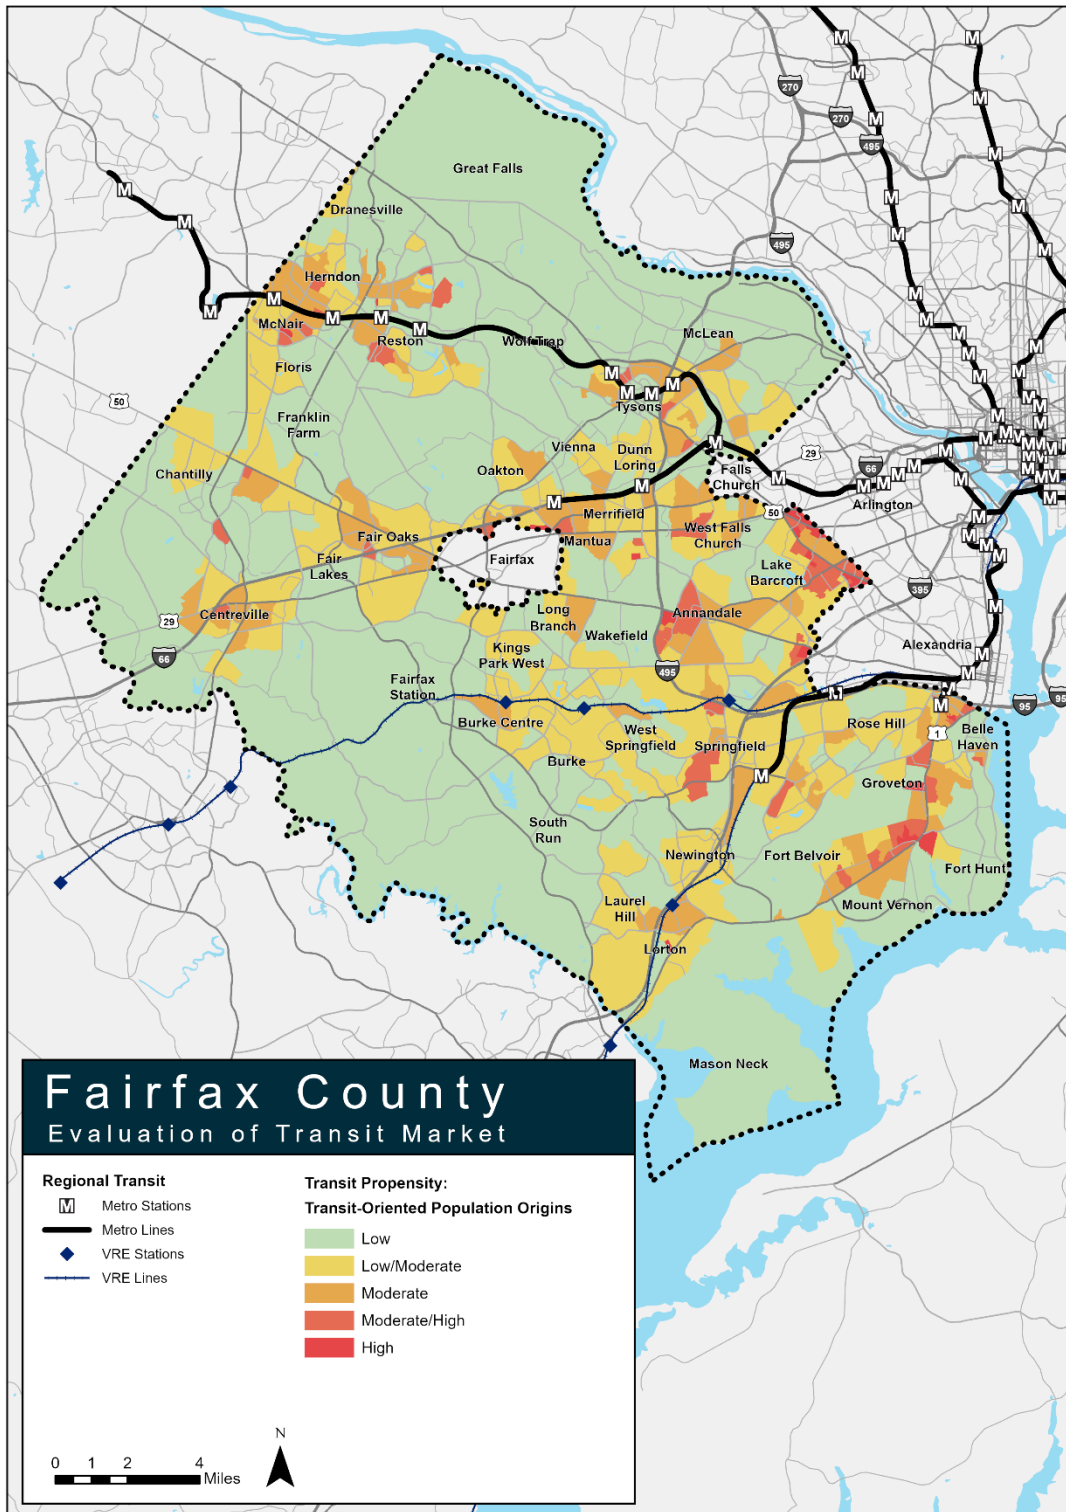 270
270
495
Great Falls
Dranesville
495
Herndon
McNair
Reston
Wolf Trap
McLean
Floris
50
Tysons
Franklin
Farm
Vienna
Dunn
Loring
29
Oakton
Falls
Church
66
Chantilly
Arlington
50
Merrifield
West Falls
Church
Fair Oaks
Mantua
Fair
Lakes
Fairfax
Lake
Barcroft
395
Centreville
29
Long
Branch
Annandale
Wakefield
Alexandria
Kings
Park West
66
495
Fairfax
Station
95
95
Burke Centre
Rose Hill
1
Belle
Haven
West
Springfield
Springfield
Burke
Groveton
South
Run
Newington
Fort Belvoir
Fort Hunt
Laurel
Hill
Mount Vernon
Lorton
Mason Neck
Fairfax County
Evaluation of Transit Market
Regional Transit
M Metro Stations
Metro Lines
VRE Stations
VRE Lines
Transit Propensity:
Transit-Oriented Population Origins
Low
Low/Moderate
Moderate
Moderate/High
High
N
0 1 2 4
Miles